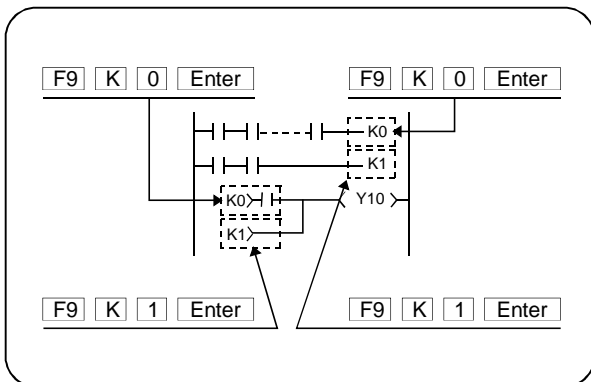 F9 K 0 Enter F9 K 0 Enter
K0
K1
K0 Y10
K1
F9 K 1 Enter F9 K 1 Enter